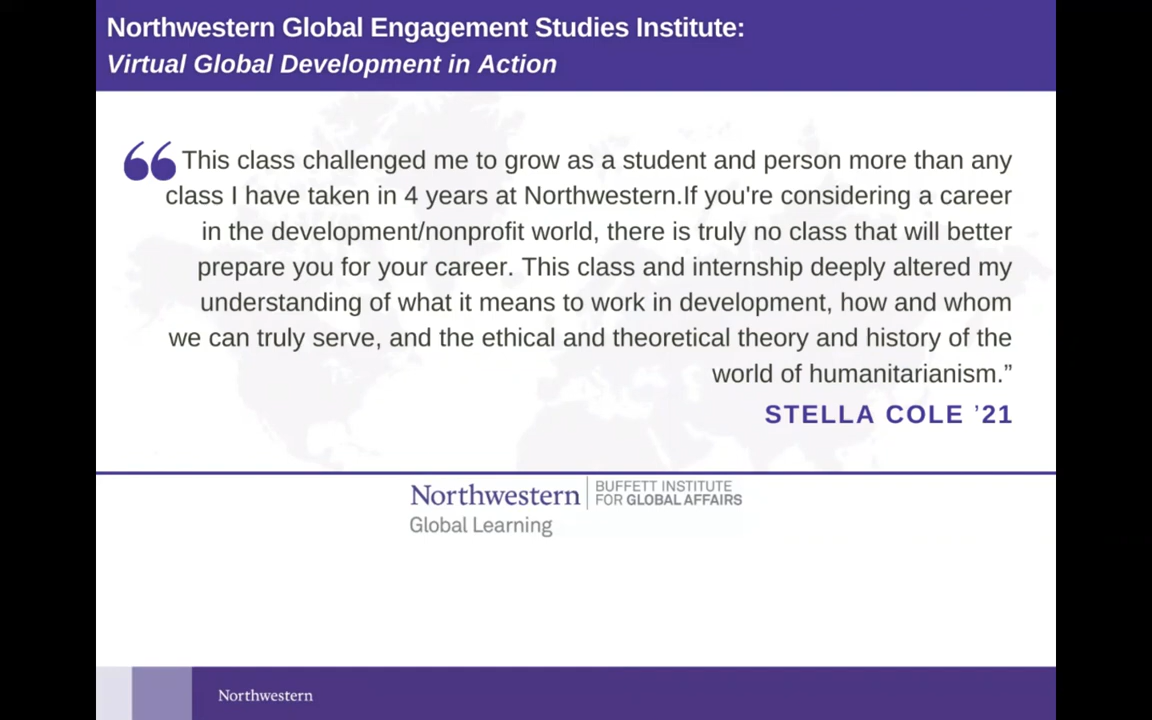 Northwestern Global Engagement Studies Institute:
Virtual Global Development in Action
“This class challenged me to grow as a student and person more than any
class I have taken in 4 years at Northwestern.If you're considering a career
in the development/nonprofit world, there is truly no class that will better
prepare you for your career. This class and internship deeply altered my
understanding of what it means to work in development, how and whom
we can truly serve, and the ethical and theoretical theory and history of the
world of humanitarianism.”
STELLA COLE ’21
Northwestern
BUFFETT INSTITUTE
FOR GLOBAL AFFAIRS
Global Learning
Northwestern